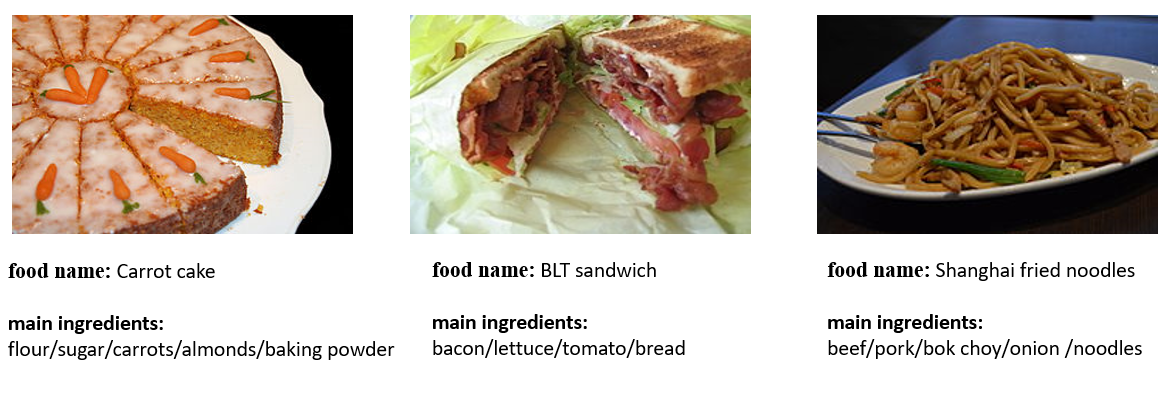 food name: Carrot cake
main ingredients:
flour/sugar/carrots/almonds/baking powder
food name: BLT sandwich
main ingredients:
bacon/lettuce/tomato/bread
food name: Shanghai fried noodles
main ingredients:
beef/pork/bok choy/onion /noodles